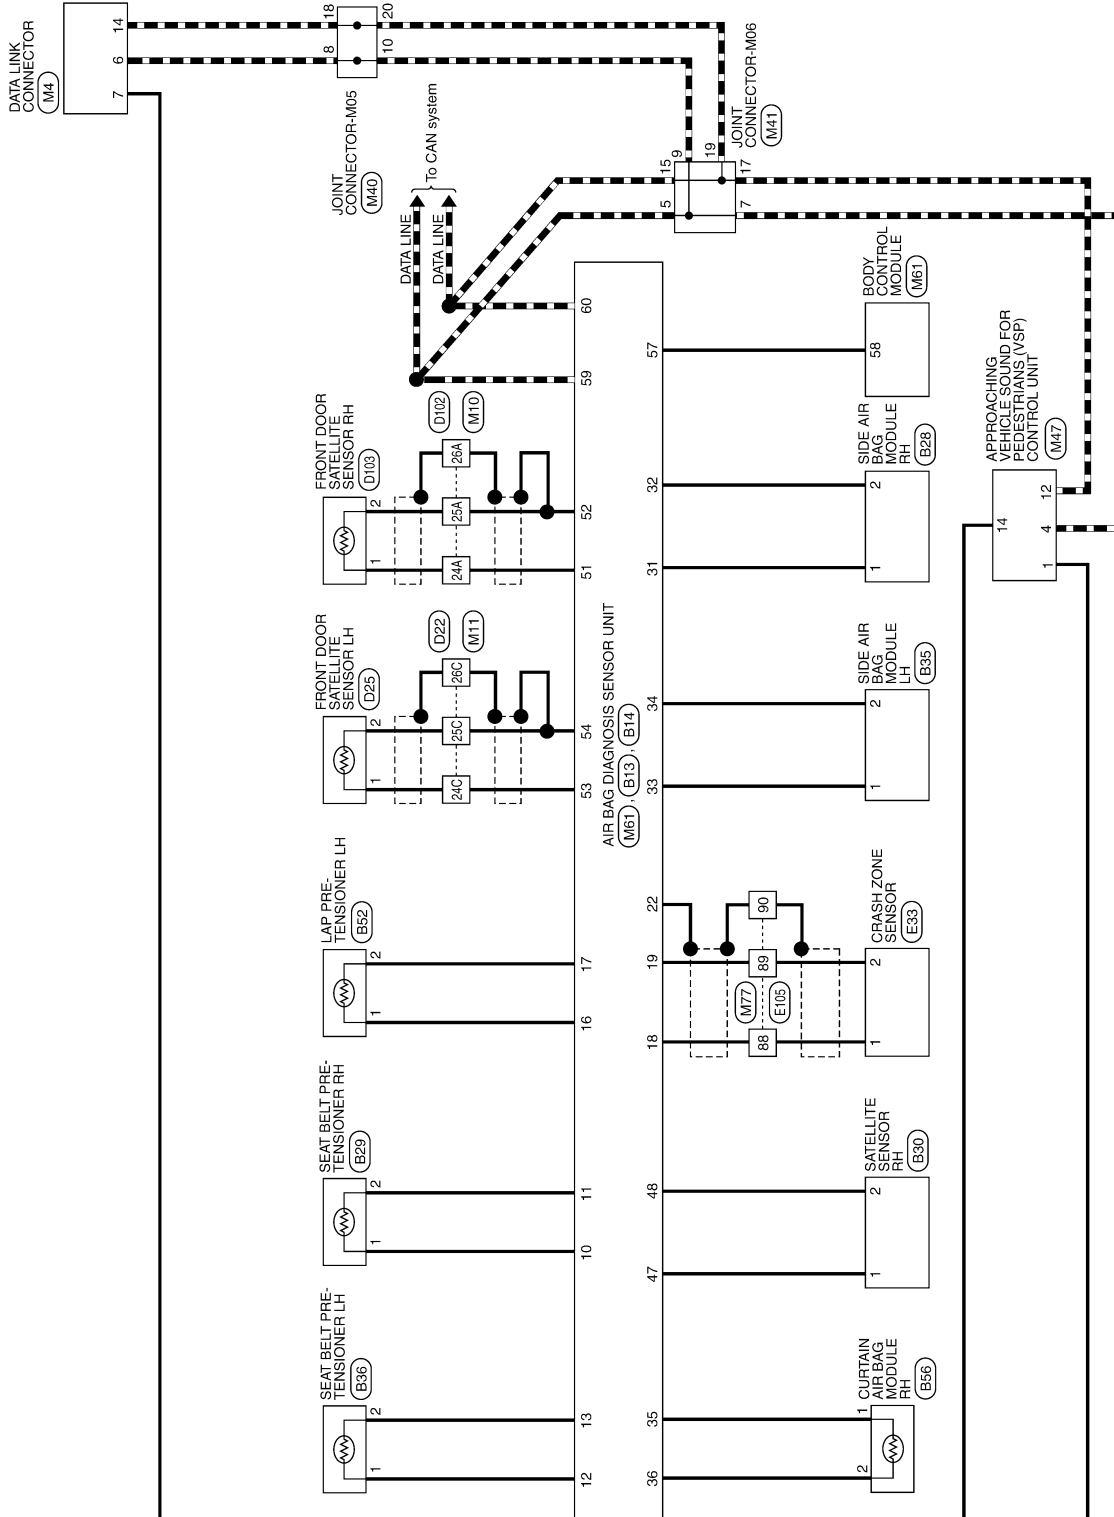 DATA LINK
CONNECTOR
M4
14
6
7
18
8
20
10
JOINT
CONNECTOR-M05
M40
To CAN system
DATA LINE
DATA LINE
JOINT
CONNECTOR-M06
M41
15
9
19
5
17
7
60
59
57
BODY
CONTROL
MODULE
M61
58
APPROACHING
VEHICLE SOUND FOR
PEDESTRIANS (VSP)
CONTROL UNIT
M47
14
12
4
1
FRONT DOOR
SATELLITE
SENSOR RH
D103
2
1
D102
M10
26A
25A
24A
52
51
32
31
SIDE AIR
BAG
MODULE
RH
B28
2
1
FRONT DOOR
SATELLITE
SENSOR LH
D25
2
1
D22
M11
26C
25C
24C
54
53
AIR BAG DIAGNOSIS SENSOR UNIT
M61 , B13 , B14
34
33
SIDE AIR
BAG
MODULE
LH
B35
2
1
LAP PRE-
TENSIONER LH
B52
2
1
17
16
22
19
18
90
89
88
M77
E105
CRASH ZONE
SENSOR
E33
2
1
SEAT BELT PRE-
TENSIONER RH
B29
2
1
11
10
48
47
SATELLITE
SENSOR
RH
B30
2
1
SEAT BELT PRE-
TENSIONER LH
B36
2
1
13
12
35
36
CURTAIN
AIR BAG
MODULE
RH
B56
1
2